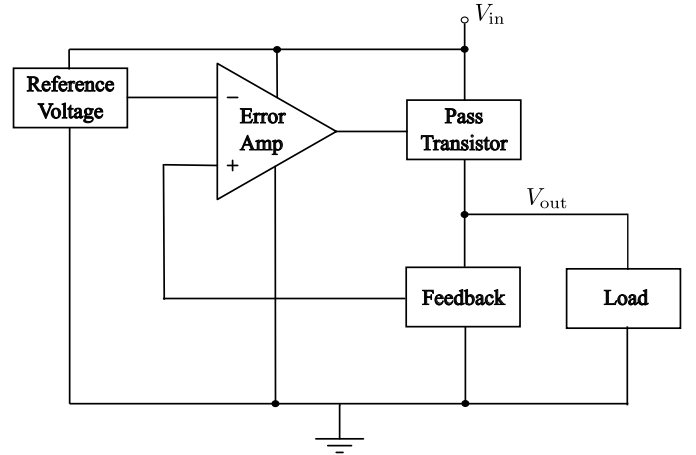 V_in
Reference
Voltage
−
Error
Amp
+
Pass
Transistor
V_out
Feedback
Load